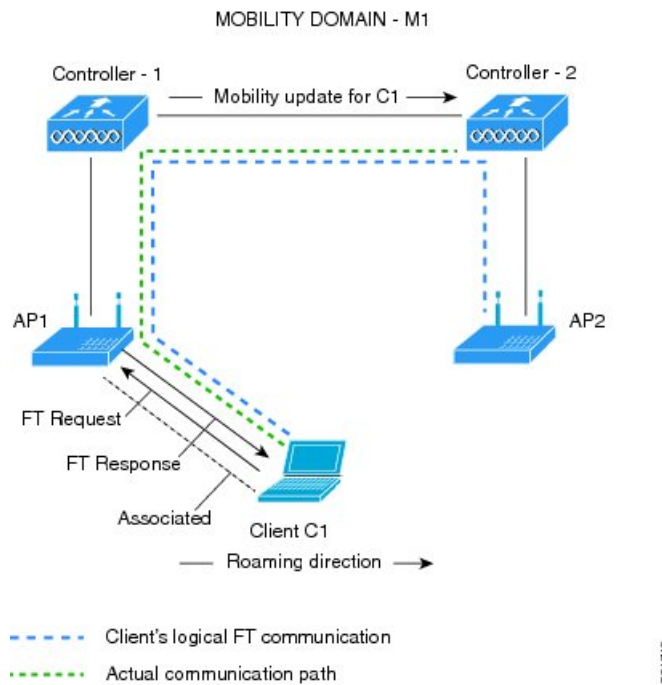 MOBILITY DOMAIN - M1
Controller - 1
Controller - 2
Mobility update for C1
AP1
AP2
FT Request
FT Response
Associated
Client C1
Roaming direction
Client's logical FT communication
Actual communication path